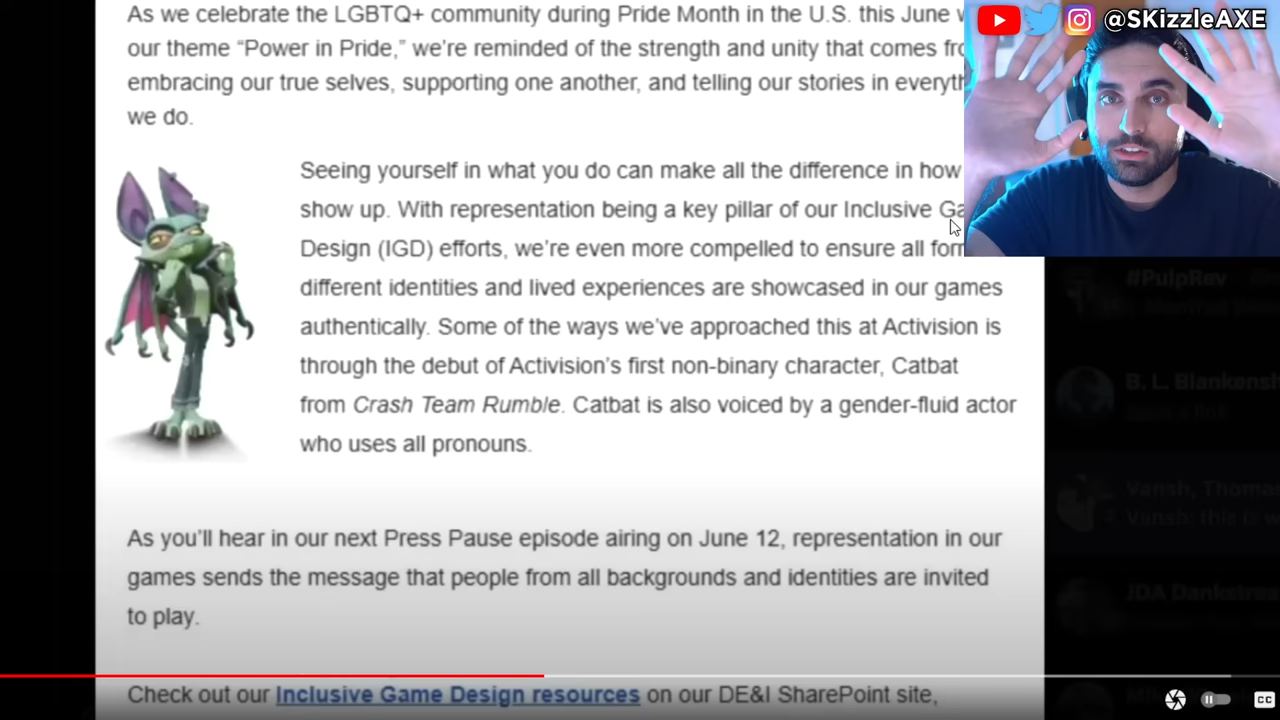 As we celebrate the LGBTQ+ community during Pride Month in the U.S. this June
@SKizzleAXE
our theme “Power in Pride,” we’re reminded of the strength and unity that comes
embracing our true selves, supporting one another, and telling our stories in
we do.
Seeing yourself in what you do can make all the difference in how
show up. With representation being a key pillar of our Inclusive
Design (IGD) efforts, we’re even more compelled to ensure all
different identities and lived experiences are showcased in our games
authentically. Some of the ways we’ve approached this at Activision is
through the debut of Activision’s first non-binary character, Catbat
from Crash Team Rumble. Catbat is also voiced by a gender-fluid actor
who uses all pronouns.
As you’ll hear in our next Press Pause episode airing on June 12, representation in our
games sends the message that people from all backgrounds and identities are invited
to play.
Check out our Inclusive Game Design resources on our DE&I SharePoint site,
#PulpRev
B. L.
Vansh,
Vansh: this is
JDA
CC